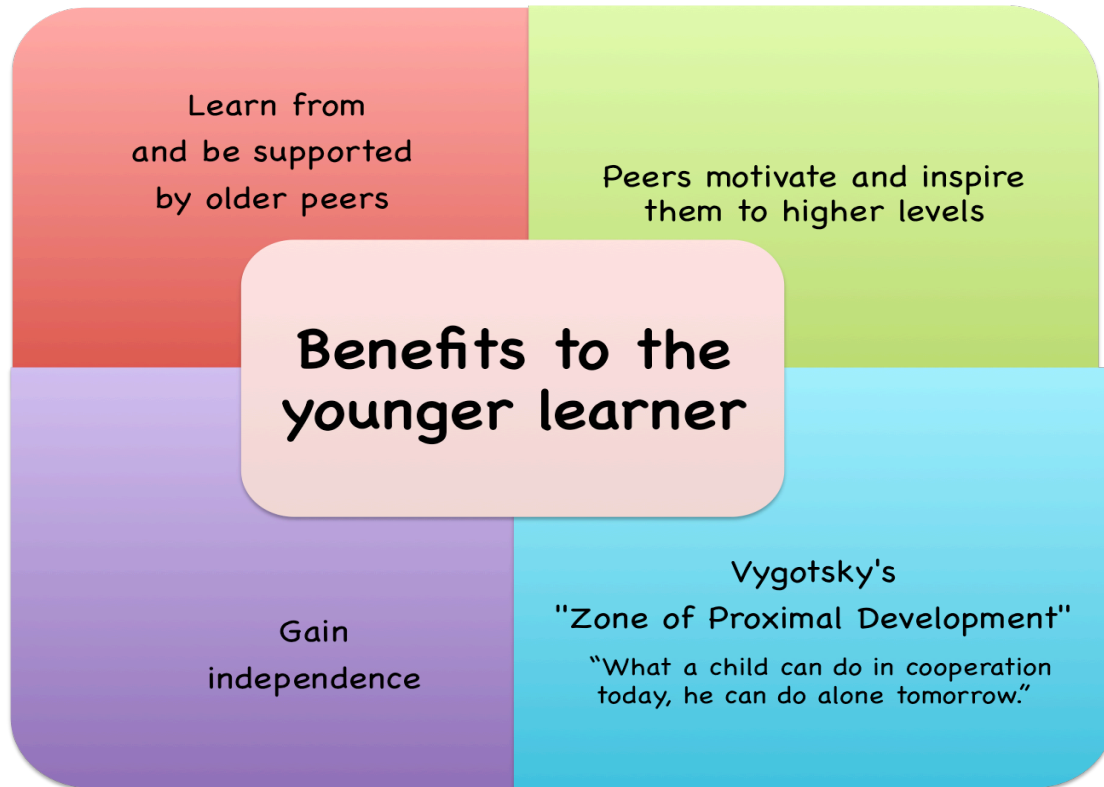 Learn from
and be supported
by older peers
Peers motivate and inspire
them to higher levels
Benefits to the
younger learner
Gain
independence
Vygotsky's
"Zone of Proximal Development"
“What a child can do in cooperation
today, he can do alone tomorrow.”